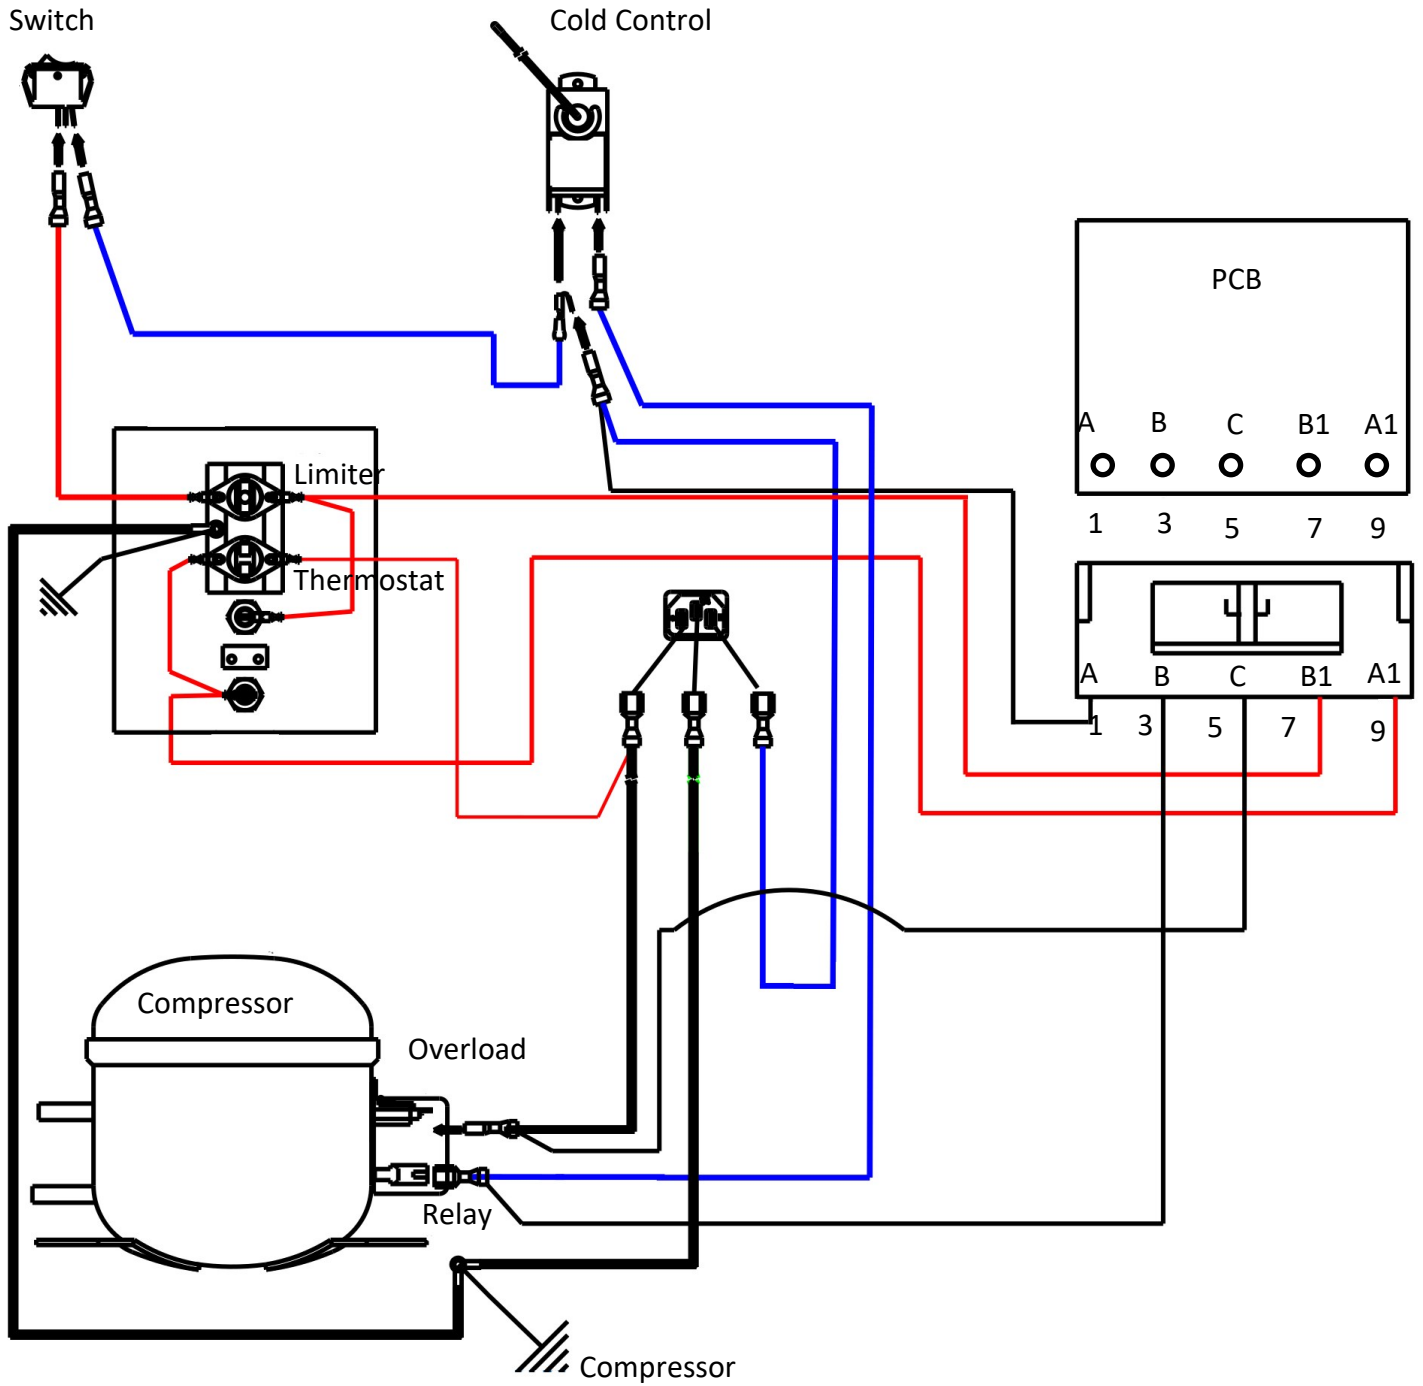 Switch
Cold Control
PCB
A B C B1 A1
1 3 5 7 9
Limiter
Thermostat
A B C B1 A1
1 3 5 7 9
Compressor
Overload
Relay
Compressor